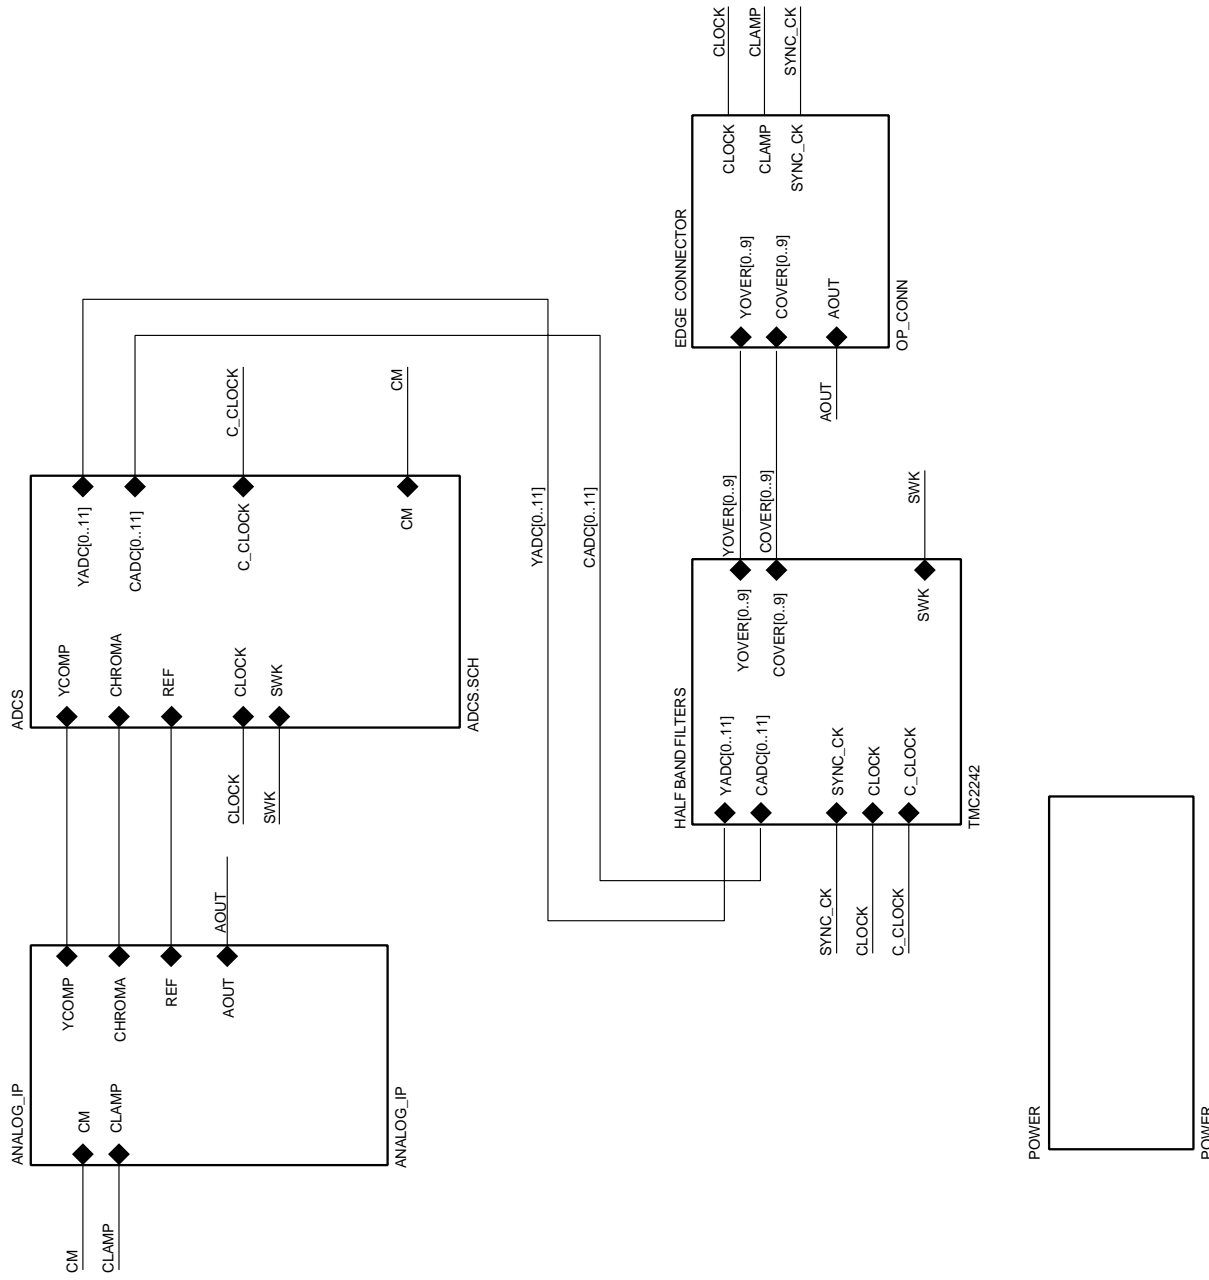 ANALOG_IP
CM
CLAMP
CM
CLAMP
YCOMP
CHROMA
REF
AOUT
AOUT
ANALOG_IP
ADCS
YCOMP
CHROMA
REF
CLOCK
SWK
CLOCK
SWK
YADC[0..11]
CADC[0..11]
C_CLOCK
CM
C_CLOCK
CM
ADCS.SCH
YADC[0..11]
CADC[0..11]
HALF BAND FILTERS
YADC[0..11]
CADC[0..11]
SYNC_CK
CLOCK
C_CLOCK
SYNC_CK
CLOCK
C_CLOCK
YOVER[0..9]
COVER[0..9]
SWK
YOVER[0..9]
COVER[0..9]
SWK
TMC2242
EDGE CONNECTOR
YOVER[0..9]
COVER[0..9]
AOUT
AOUT
CLOCK
CLAMP
SYNC_CK
CLOCK
CLAMP
SYNC_CK
OP_CONN
POWER
POWER